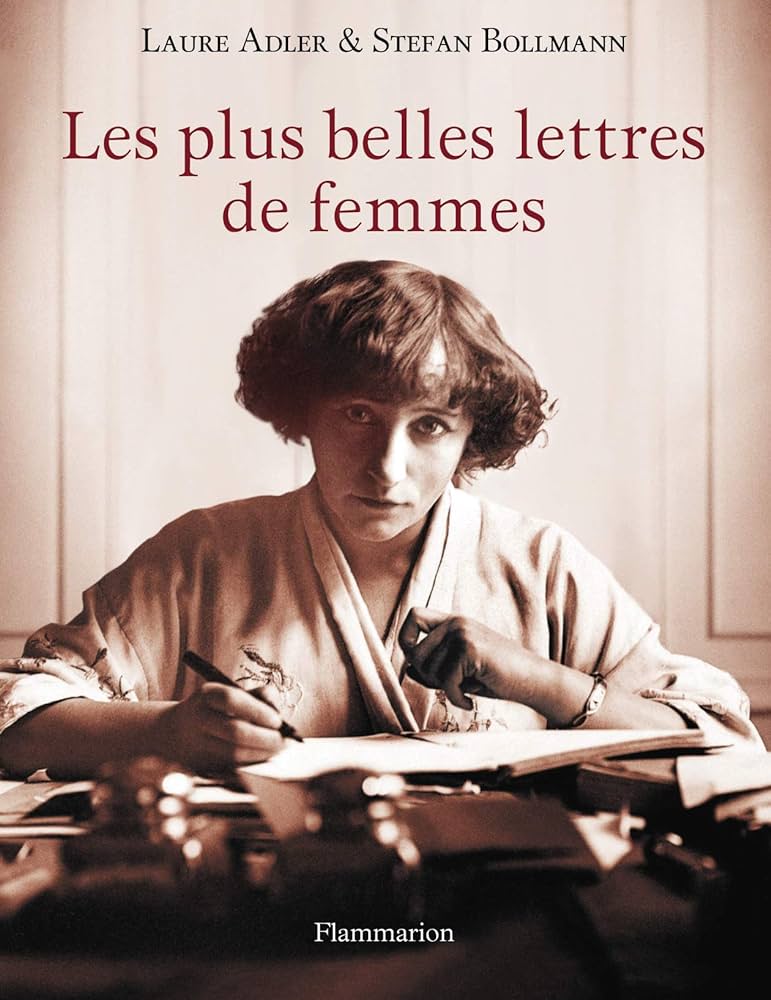 LAURE ADLER & STEFAN BOLLMANN
Les plus belles lettres
de femmes
Flammarion